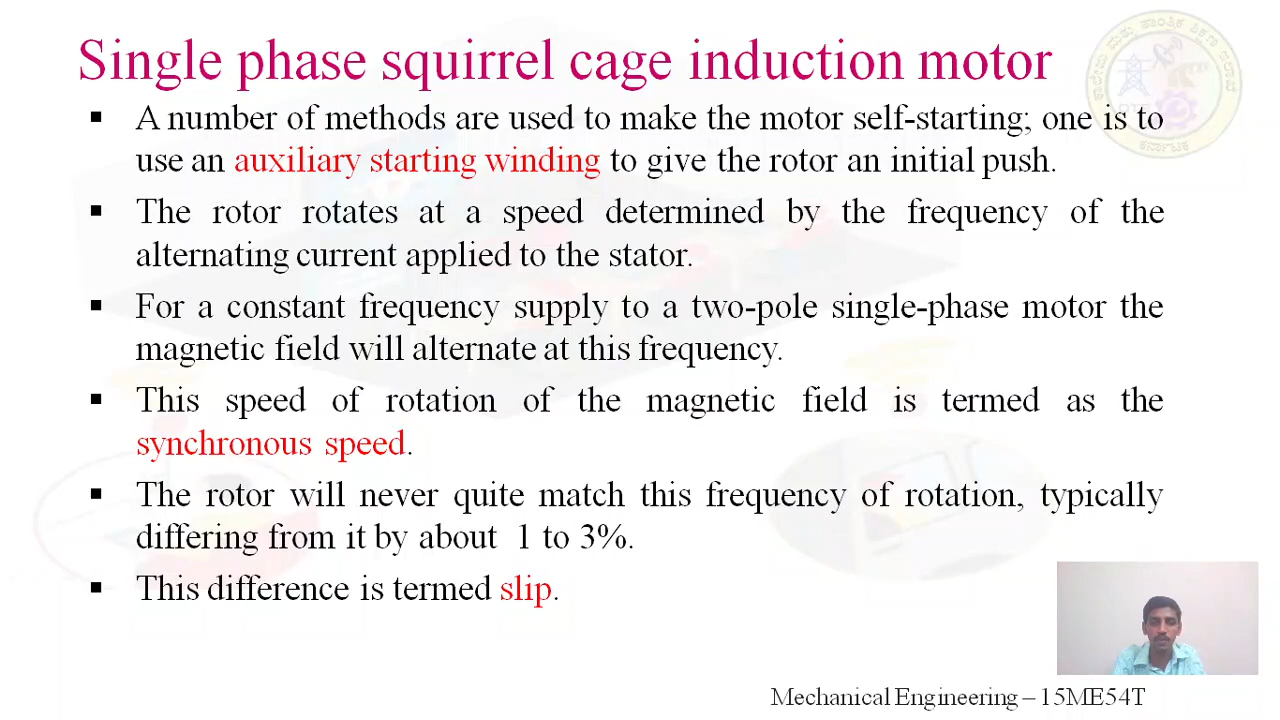 Single phase squirrel cage induction motor
▪ A number of methods are used to make the motor self-starting; one is to
use an auxiliary starting winding to give the rotor an initial push.
▪ The rotor rotates at a speed determined by the frequency of the
alternating current applied to the stator.
▪ For a constant frequency supply to a two-pole single-phase motor the
magnetic field will alternate at this frequency.
▪ This speed of rotation of the magnetic field is termed as the
synchronous speed.
▪ The rotor will never quite match this frequency of rotation, typically
differing from it by about 1 to 3%.
▪ This difference is termed slip.
Mechanical Engineering – 15ME54T